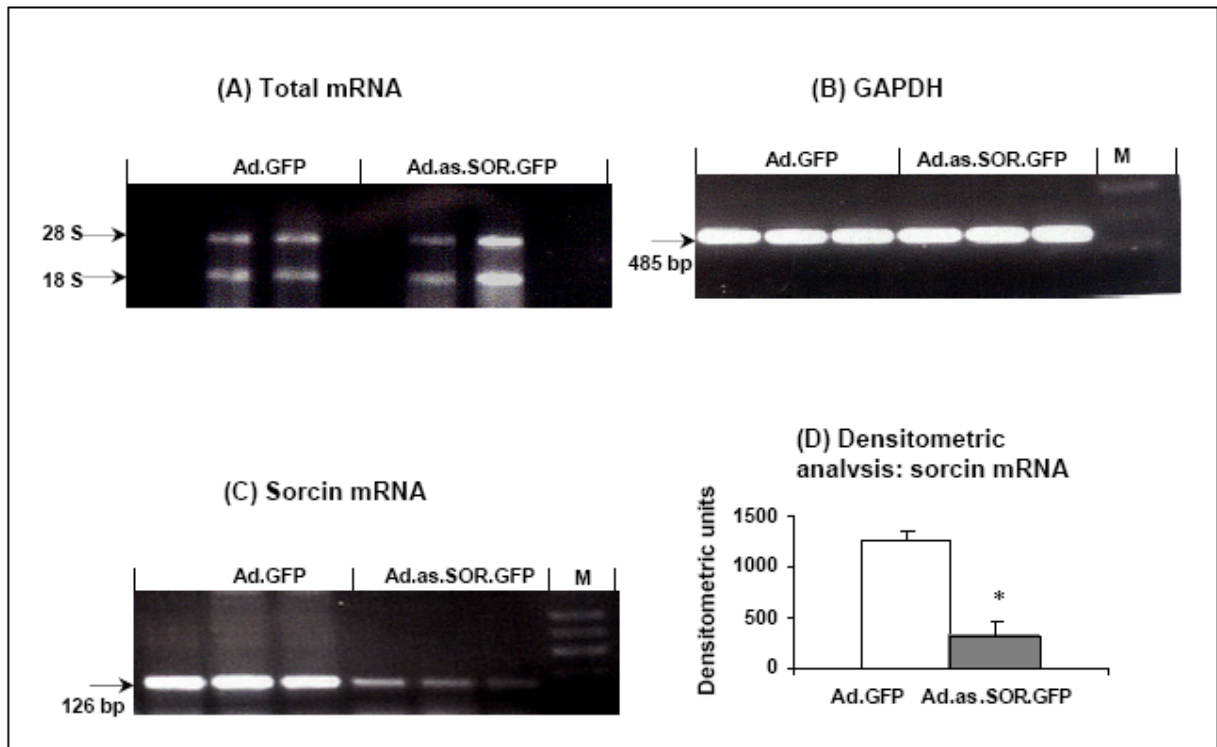 (A) Total mRNA
Ad.GFP Ad.as.SOR.GFP
28 S
18 S
(B) GAPDH
Ad.GFP Ad.as.SOR.GFP M
485 bp
(C) Sorcin mRNA
Ad.GFP Ad.as.SOR.GFP M
126 bp
(D) Densitometric
analvsis: sorcin mRNA
Densitometric units
1500
1000
500
0
*
Ad.GFP Ad.as.SOR.GFP